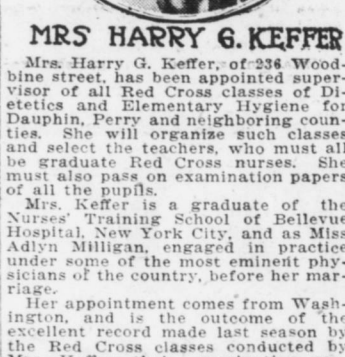 MRS HARRY G. KEFFER
Mrs. Harry G. Keffer, of 236 Wood-
bine street, has been appointed super-
visor of all Red Cross classes of Di-
etetics and Elementary Hygiene for
Dauphin, Perry and neighboring coun-
ties. She will organize such classes
and select the teachers, who must all
be graduate Red Cross nurses. She
must also pass on examination papers
of all the pupils.
Mrs. Keffer is a graduate of the
Nurses' Training School of Bellevue
Hospital, New York City, and as Miss
Adlyn Milligan, engaged in practice
under some of the most eminent phy-
sicians of the country, before her mar-
riage.
Her appointment comes from Wash-
ington, and is the outcome of the
excellent record made last season by
the Red Cross classes conducted by